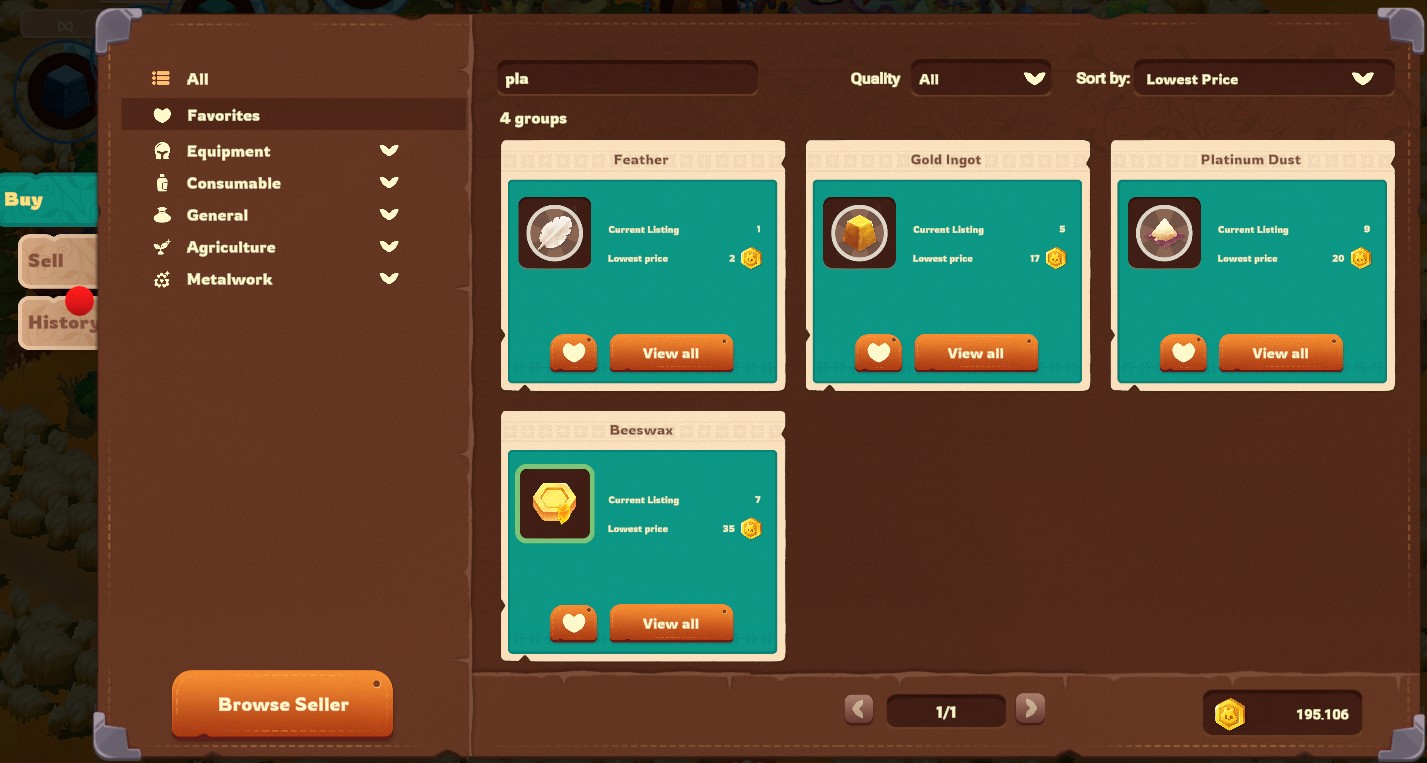 All
Favorites
Equipment
Consumable
General
Agriculture
Metalwork
Buy
Sell
History
Browse Seller
pla
Quality All
Sort by: Lowest Price
4 groups
Feather
Current Listing 1
Lowest price 2
View all
Gold Ingot
Current Listing 5
Lowest price 17
View all
Platinum Dust
Current Listing 9
Lowest price 20
View all
Beeswax
Current Listing 7
Lowest price 35
View all
1/1
195.106